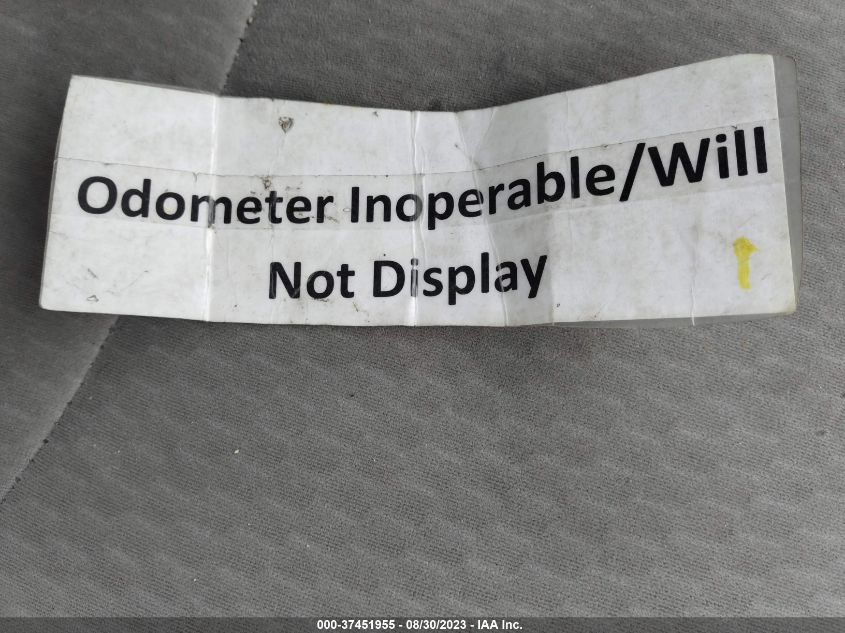 Odometer Inoperable/Will
Not Display
000-37451955 - 08/30/2023 - IAA Inc.